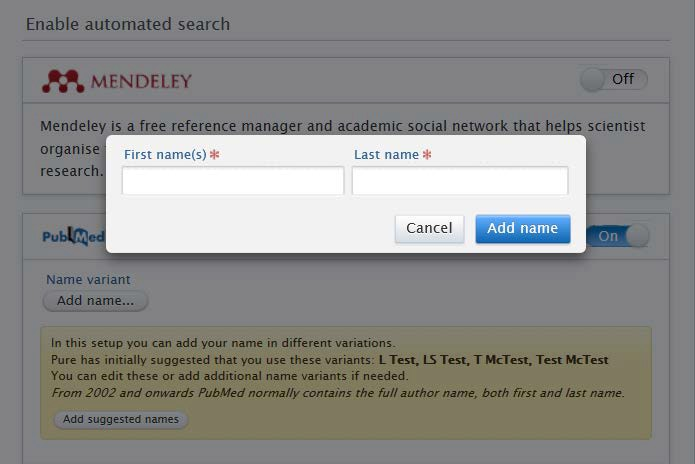 Enable automated search
MENDELEY
Off
Mendeley is a free reference manager and academic social network that helps scientist
organise
research.
First name(s) *
Last name *
Cancel
Add name
PubMed
On
Name variant
Add name...
In this setup you can add your name in different variations.
Pure has initially suggested that you use these variants: L Test, LS Test, T McTest, Test McTest
You can edit these or add additional name variants if needed.
From 2002 and onwards PubMed normally contains the full author name, both first and last name.
Add suggested names